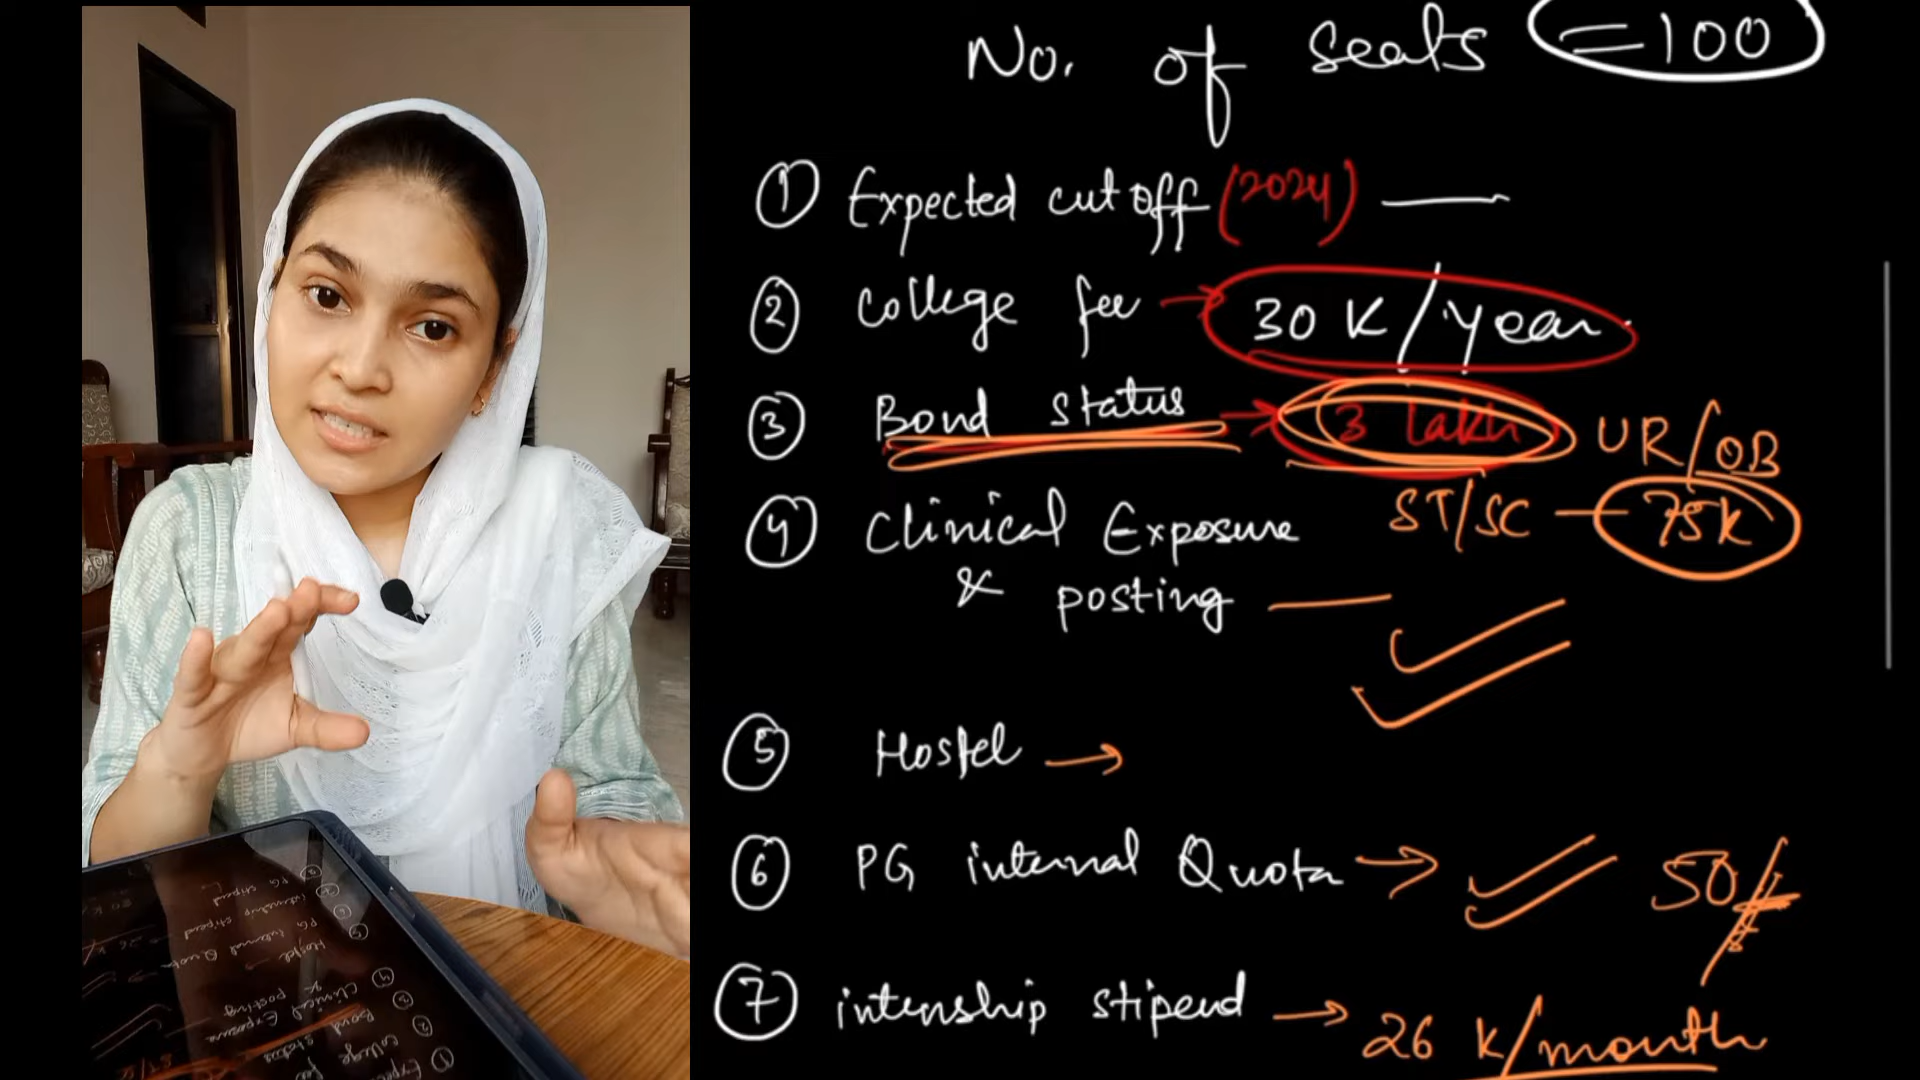 No. of seats =100
① Expected cut off (2024) —
② College fee → 30 K/year.
③ Bond status → 3 lakh UR/OB
ST/SC — 75k
④ Clinical Exposure
& posting —
⑤ Hostel →
⑥ PG internal Quota → 50
⑦ internship stipend → 26 K/month